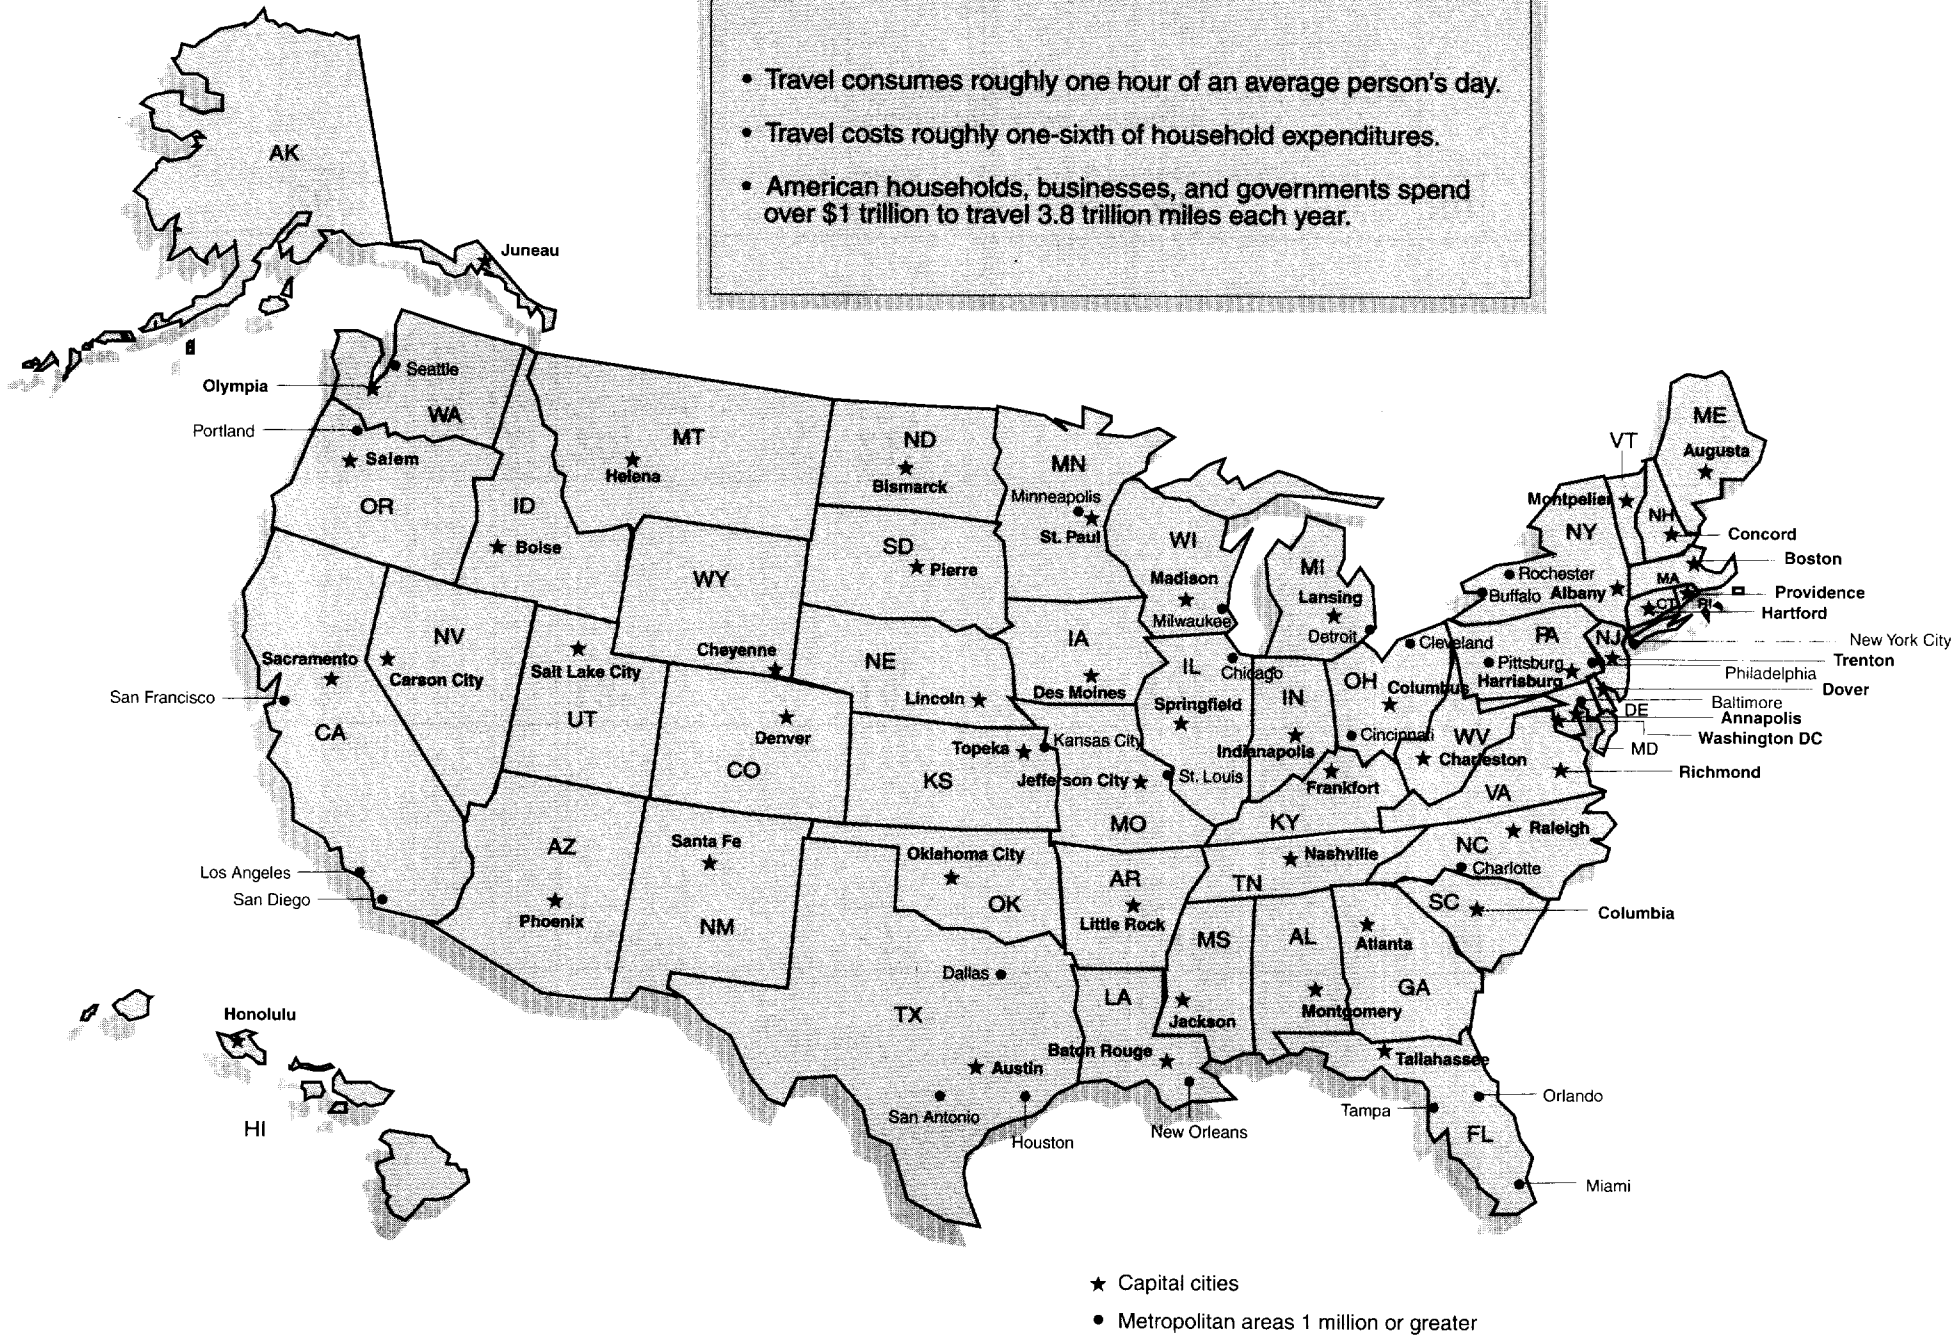 • Travel consumes roughly one hour of an average person's day.
• Travel costs roughly one-sixth of household expenditures.
• American households, businesses, and governments spend
over $1 trillion to travel 3.8 trillion miles each year.
AK
Juneau
Seattle
Olympia
WA
Portland
Salem
OR
ID
Boise
MT
Helena
ND
Bismarck
MN
Minneapolis
St. Paul
SD
Pierre
WI
Madison
Milwaukee
MI
Lansing
Detroit
ME
Augusta
VT
Montpelier
NH
Concord
NY
Rochester
Buffalo
Albany
Boston
MA
Providence
CT
RI
Hartford
New York City
NJ
Trenton
PA
Pittsburg
Harrisburg
Philadelphia
Dover
Baltimore
DE
Annapolis
Washington DC
MD
WY
Cheyenne
NV
Carson City
Sacramento
San Francisco
CA
Salt Lake City
UT
NE
Lincoln
IA
Des Moines
IL
Springfield
Chicago
IN
Indianapolis
OH
Cleveland
Columbus
Cincinnati
WV
Charleston
Richmond
VA
Denver
CO
Topeka
Kansas City
KS
Jefferson City
St. Louis
MO
Frankfort
KY
Los Angeles
San Diego
AZ
Phoenix
Santa Fe
NM
Oklahoma City
OK
AR
Little Rock
Nashville
TN
Raleigh
NC
Charlotte
SC
Columbia
Dallas
TX
Austin
San Antonio
Houston
LA
Baton Rouge
New Orleans
MS
Jackson
AL
Montgomery
Atlanta
GA
Tallahassee
Orlando
Tampa
FL
Miami
Honolulu
HI
★ Capital cities
• Metropolitan areas 1 million or greater